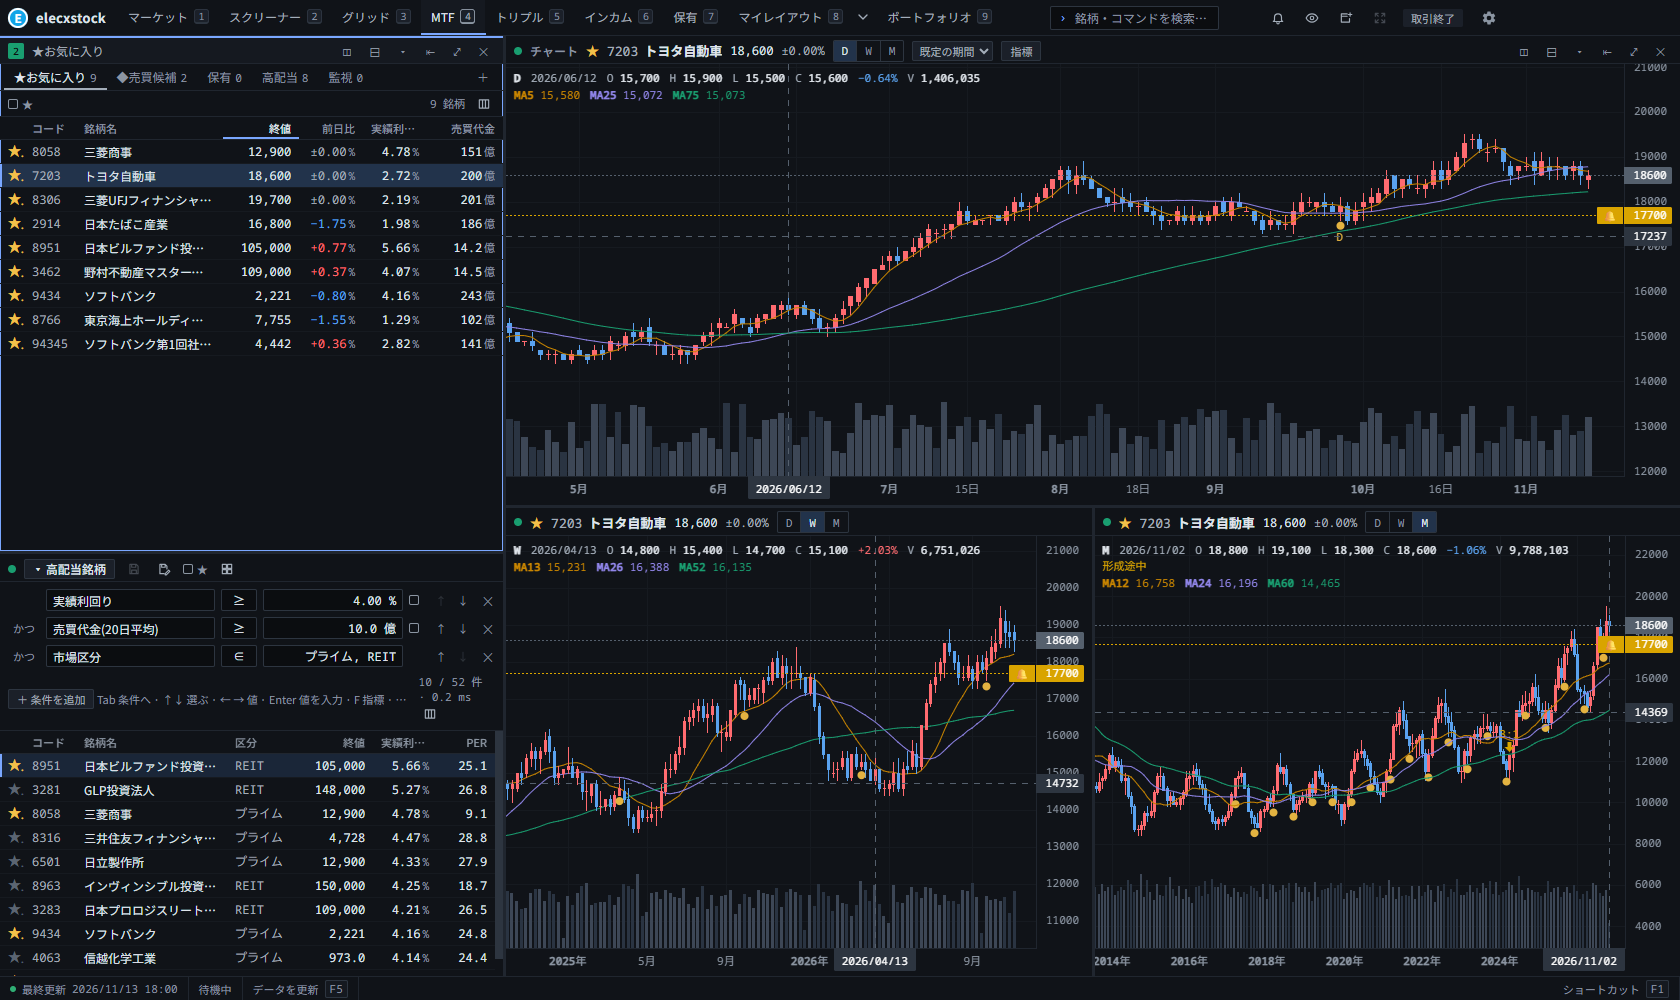 E elecxstock マーケット 1 スクリーナー 2 グリッド 3 MTF 4 トリプル 5 インカム 6 保有 7 マイレイアウト 8 ポートフォリオ 9 › 銘柄・コマンドを検索… 取引終了
2 ★お気に入り
★お気に入り 9 ◆売買候補 2 保有 0 高配当 8 監視 0 +
★ 9 銘柄
コード 銘柄名 終値 前日比 実績利… 売買代金
★ 8058 三菱商事 12,900 ±0.00% 4.78% 151億
★ 7203 トヨタ自動車 18,600 ±0.00% 2.72% 200億
★ 8306 三菱UFJフィナンシャ… 19,700 ±0.00% 2.19% 201億
★ 2914 日本たばこ産業 16,800 −1.75% 1.98% 186億
★ 8951 日本ビルファンド投… 105,000 +0.77% 5.66% 14.2億
★ 3462 野村不動産マスター… 109,000 +0.37% 4.07% 14.5億
★ 9434 ソフトバンク 2,221 −0.80% 4.16% 243億
★ 8766 東京海上ホールディ… 7,755 −1.55% 1.29% 102億
★ 94345 ソフトバンク第1回社… 4,442 +0.36% 2.82% 141億
高配当銘柄 ★
実績利回り ≥ 4.00 % ↑ ↓ ×
かつ 売買代金(20日平均) ≥ 10.0 億 ↑ ↓ ×
かつ 市場区分 ∈ プライム, REIT ↑ ↓ ×
+ 条件を追加 Tab 条件へ · ↑↓ 選ぶ · ←→ 値 · Enter 値を入力 · F 指標 · …
10 / 52 件 · 0.2 ms
コード 銘柄名 区分 終値 実績利… PER
★ 8951 日本ビルファンド投資… REIT 105,000 5.66% 25.1
★ 3281 GLP投資法人 REIT 148,000 5.27% 26.8
★ 8058 三菱商事 プライム 12,900 4.78% 9.1
★ 8316 三井住友フィナンシャ… プライム 4,728 4.47% 28.8
★ 6501 日立製作所 プライム 12,900 4.33% 27.9
★ 8963 インヴィンシブル投資… REIT 150,000 4.25% 18.7
★ 3283 日本プロロジスリート… REIT 109,000 4.21% 26.5
★ 9434 ソフトバンク プライム 2,221 4.16% 24.8
★ 4063 信越化学工業 プライム 973.0 4.14% 24.4
チャート ★ 7203 トヨタ自動車 18,600 ±0.00% D W M 既定の期間 指標
D 2026/06/12 O 15,700 H 15,900 L 15,500 C 15,600 −0.64% V 1,406,035
MA5 15,580 MA25 15,072 MA75 15,073
21000
20000
19000
18600
18000
17700
17237
17000
16000
15000
14000
13000
12000
D
5月 6月 2026/06/12 7月 15日 8月 18日 9月 10月 16日 11月
★ 7203 トヨタ自動車 18,600 ±0.00% D W M
W 2026/04/13 O 14,800 H 15,400 L 14,700 C 15,100 +2.03% V 6,751,026
MA13 15,231 MA26 16,388 MA52 16,135
21000
20000
19000
18600
18000
17700
17000
16000
15000
14732
14000
13000
12000
11000
2025年 5月 9月 2026年 2026/04/13 9月
★ 7203 トヨタ自動車 18,600 ±0.00% D W M
M 2026/11/02 O 18,800 H 19,100 L 18,300 C 18,600 −1.06% V 9,788,103
形成途中
MA12 16,758 MA24 16,196 MA60 14,465
22000
20000
18600
17700
16000
14369
12000
10000
8000
6000
4000
2014年 2016年 2018年 2020年 2022年 2024年 2026/11/02
最終更新 2026/11/13 18:00 待機中 データを更新 F5 ショートカット F1